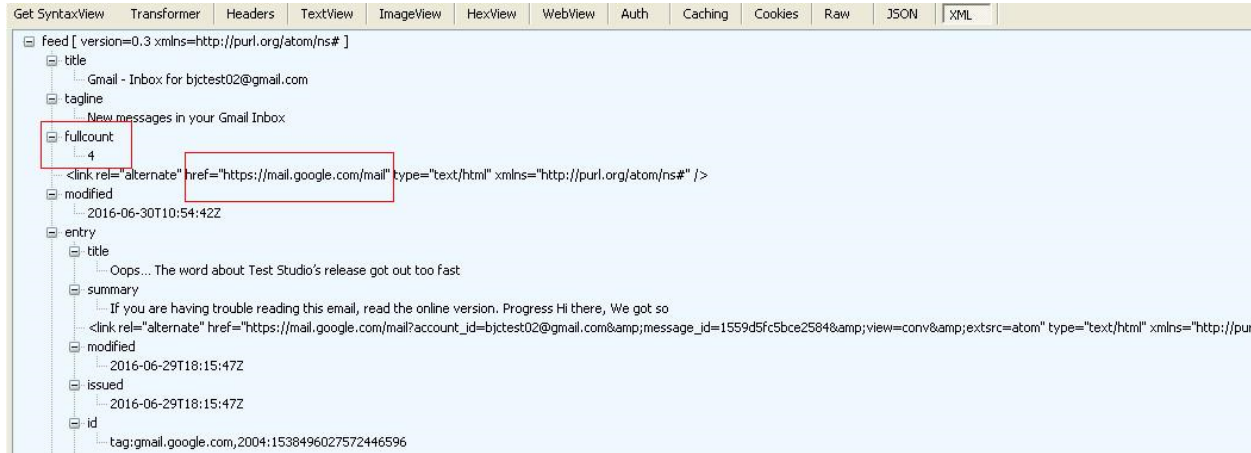 Get SyntaxView Transformer Headers TextView ImageView HexView WebView Auth Caching Cookies Raw JSON XML
feed [ version=0.3 xmlns=http://purl.org/atom/ns# ]
title
Gmail - Inbox for bjctest02@gmail.com
tagline
New messages in your Gmail Inbox
fullcount
4
<link rel="alternate" href="https://mail.google.com/mail" type="text/html" xmlns="http://purl.org/atom/ns#" />
modified
2016-06-30T10:54:42Z
entry
title
Oops... The word about Test Studio's release got out too fast
summary
If you are having trouble reading this email, read the online version. Progress Hi there, We got so
<link rel="alternate" href="https://mail.google.com/mail?account_id=bjctest02@gmail.com&amp;message_id=1559d5fc5bce2584&amp;view=conv&amp;extsrc=atom" type="text/html" xmlns="http://pur
modified
2016-06-29T18:15:47Z
issued
2016-06-29T18:15:47Z
id
tag:gmail.google.com,2004:1538496027572446596